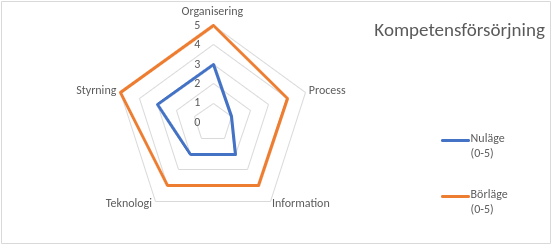 Kompetensförsörjning
Organisering
5
4
3
2
1
0
Process
Information
Teknologi
Styrning
Nuläge
(0-5)
Börläge
(0-5)